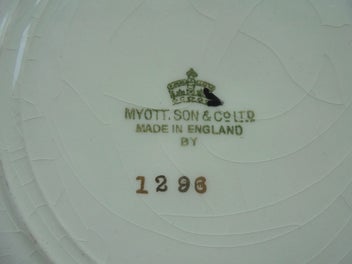 MYOTT. SON & CO LTD
MADE IN ENGLAND
BY
1296